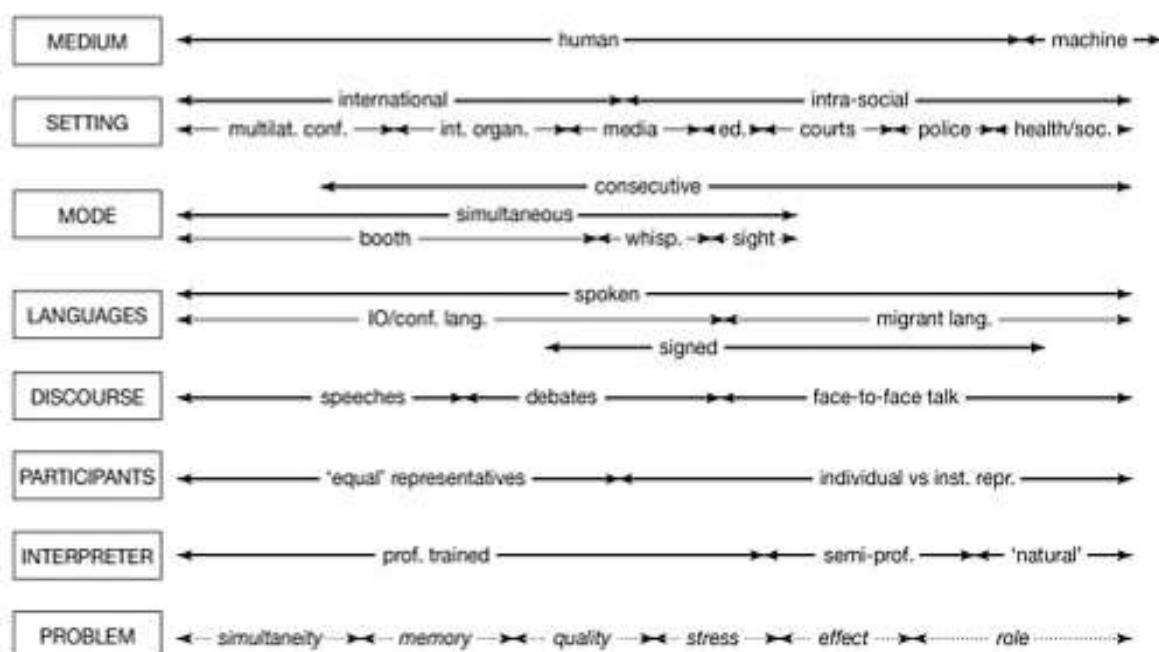 MEDIUM human machine
international intra-social
SETTING
multilat. conf. int. organ. media ed. courts police health/soc.
consecutive
MODE simultaneous
booth whisp. sight
spoken
LANGUAGES IO/conf. lang. migrant lang.
signed
DISCOURSE speeches debates face-to-face talk
PARTICIPANTS "equal" representatives individual vs inst. repr.
INTERPRETER prof. trained semi-prof. 'natural'
PROBLEM simultaneity memory quality stress effect role